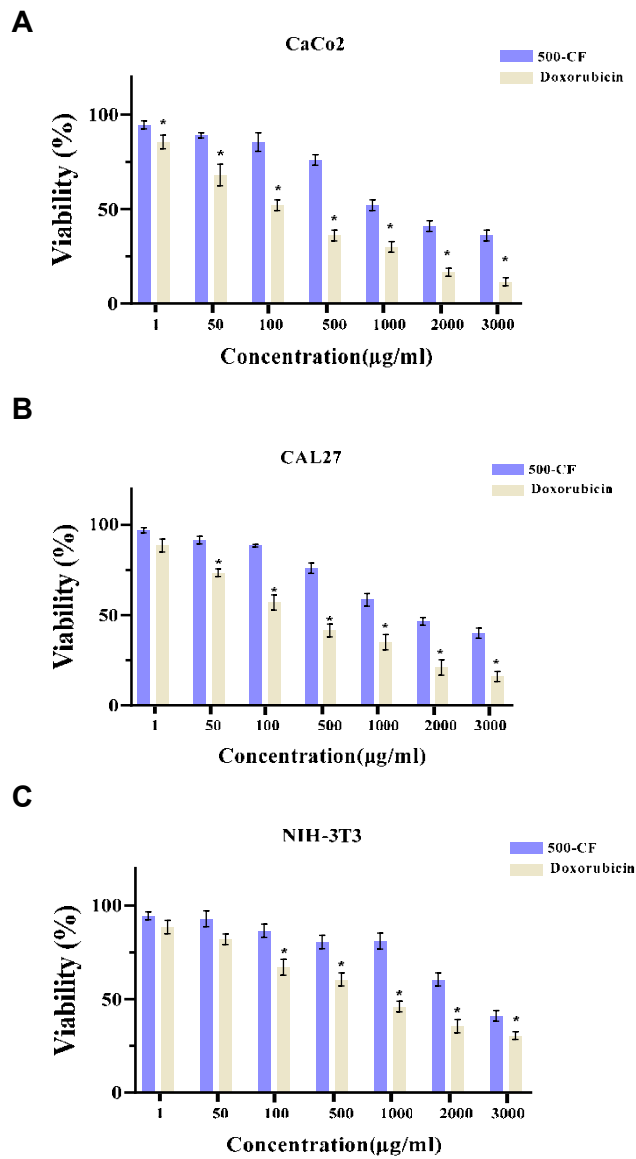 A
CaCo2
500-CF
Doxorubicin
*
*
*
*
*
*
*
100
50
0
Viability (%)
1 50 100 500 1000 2000 3000
Concentration(µg/ml)
B
CAL27
500-CF
Doxorubicin
*
*
*
*
*
*
100
50
0
Viability (%)
1 50 100 500 1000 2000 3000
Concentration(µg/ml)
C
NIH-3T3
500-CF
Doxorubicin
*
*
*
*
*
100
50
0
Viability (%)
1 50 100 500 1000 2000 3000
Concentration(µg/ml)